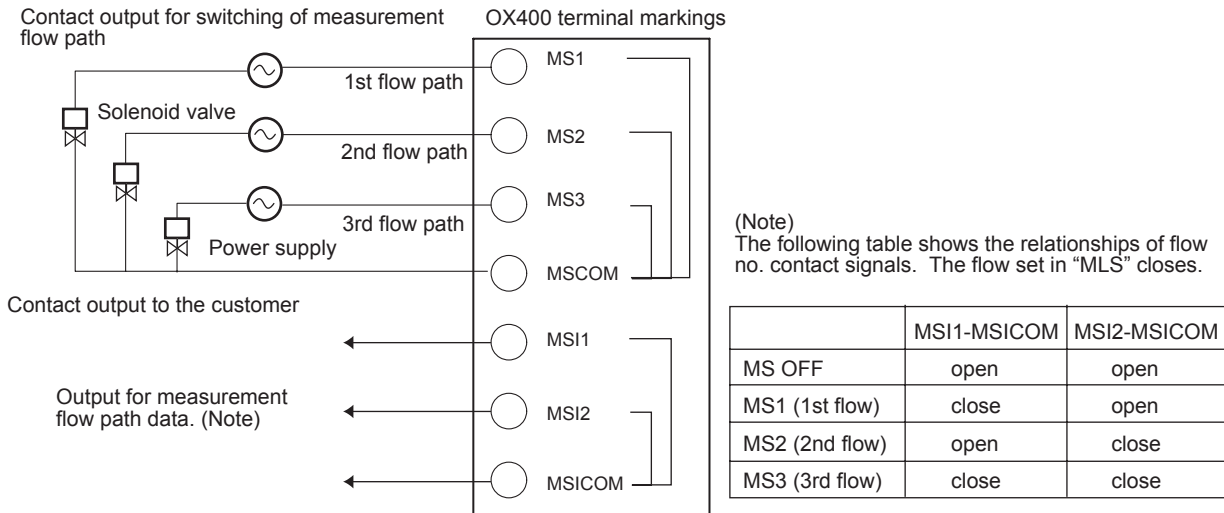 Contact output for switching of measurement
flow path
OX400 terminal markings
MS1
1st flow path
Solenoid valve
MS2
2nd flow path
MS3
3rd flow path
Power supply
MSCOM
Contact output to the customer
MSI1
Output for measurement
flow path data. (Note)
MSI2
MSICOM
(Note)
The following table shows the relationships of flow
no. contact signals.  The flow set in “MLS” closes.
MSI1-MSICOM MSI2-MSICOM
MS OFF open open
MS1 (1st flow) close open
MS2 (2nd flow) open close
MS3 (3rd flow) close close